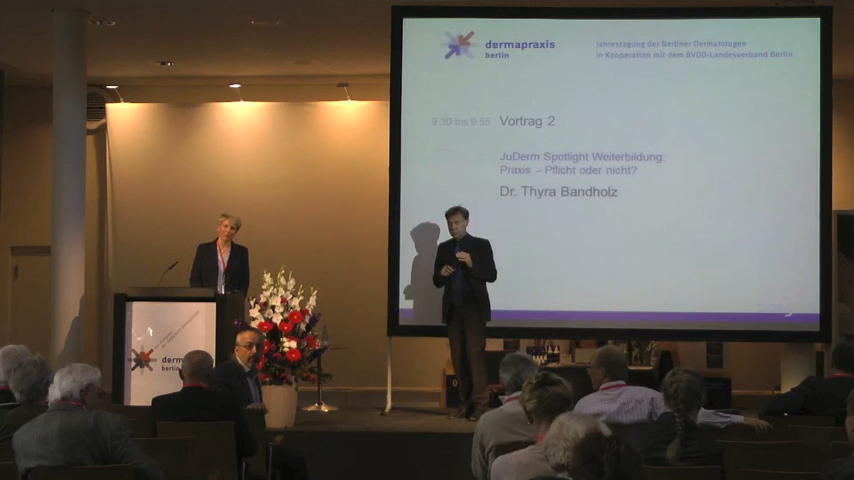 dermapraxis
berlin
Jahrestagung der Berliner Dermatologen
in Kooperation mit dem BVDD-Landesverband Berlin
9.30 bis 9.55 Vortrag 2
JuDerm Spotlight Weiterbildung:
Praxis – Pflicht oder nicht?
Dr. Thyra Bandholz
berlin